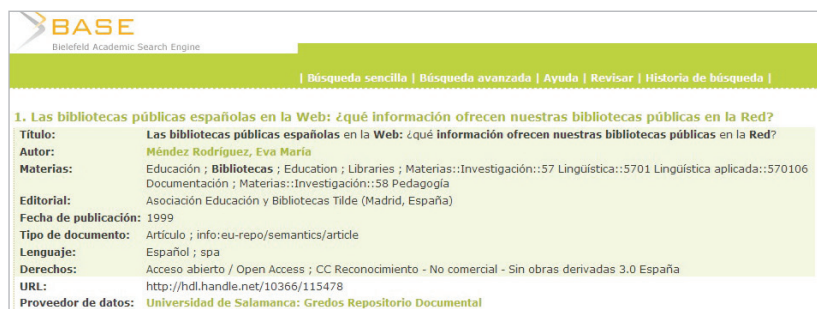 BASE
Bielefeld Academic Search Engine
| Búsqueda sencilla | Búsqueda avanzada | Ayuda | Revisar | Historia de búsqueda |
1. Las bibliotecas públicas españolas en la Web: ¿qué información ofrecen nuestras bibliotecas públicas en la Red?
Título: Las bibliotecas públicas españolas en la Web: ¿qué información ofrecen nuestras bibliotecas públicas en la Red?
Autor: Méndez Rodríguez, Eva María
Materias: Educación ; Bibliotecas ; Education ; Libraries ; Materias::Investigación::57 Lingüística::5701 Lingüística aplicada::570106
Documentación ; Materias::Investigación::58 Pedagogía
Editorial: Asociación Educación y Bibliotecas Tilde (Madrid, España)
Fecha de publicación: 1999
Tipo de documento: Artículo ; info:eu-repo/semantics/article
Lenguaje: Español ; spa
Derechos: Acceso abierto / Open Access ; CC Reconocimiento - No comercial - Sin obras derivadas 3.0 España
URL: http://hdl.handle.net/10366/115478
Proveedor de datos: Universidad de Salamanca: Gredos Repositorio Documental